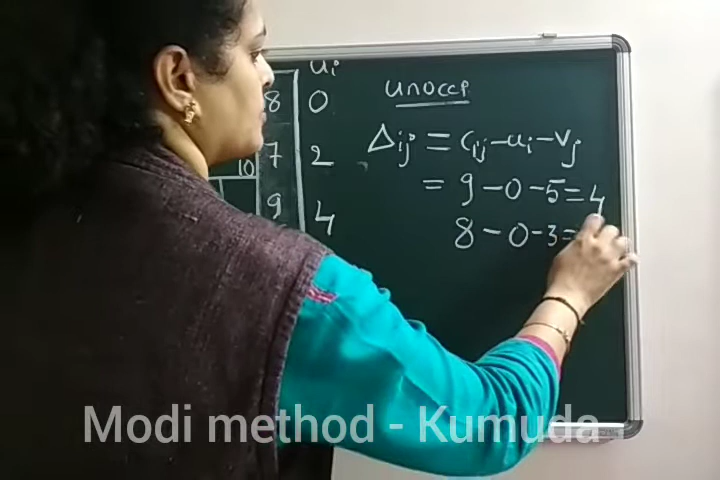 ui
8 0
7 2
10
9 4
unocc
Δij = Cij - ui - vj
= 9 - 0 - 5 = 4
8 - 0 - 3 =
Modi method - Kumuda